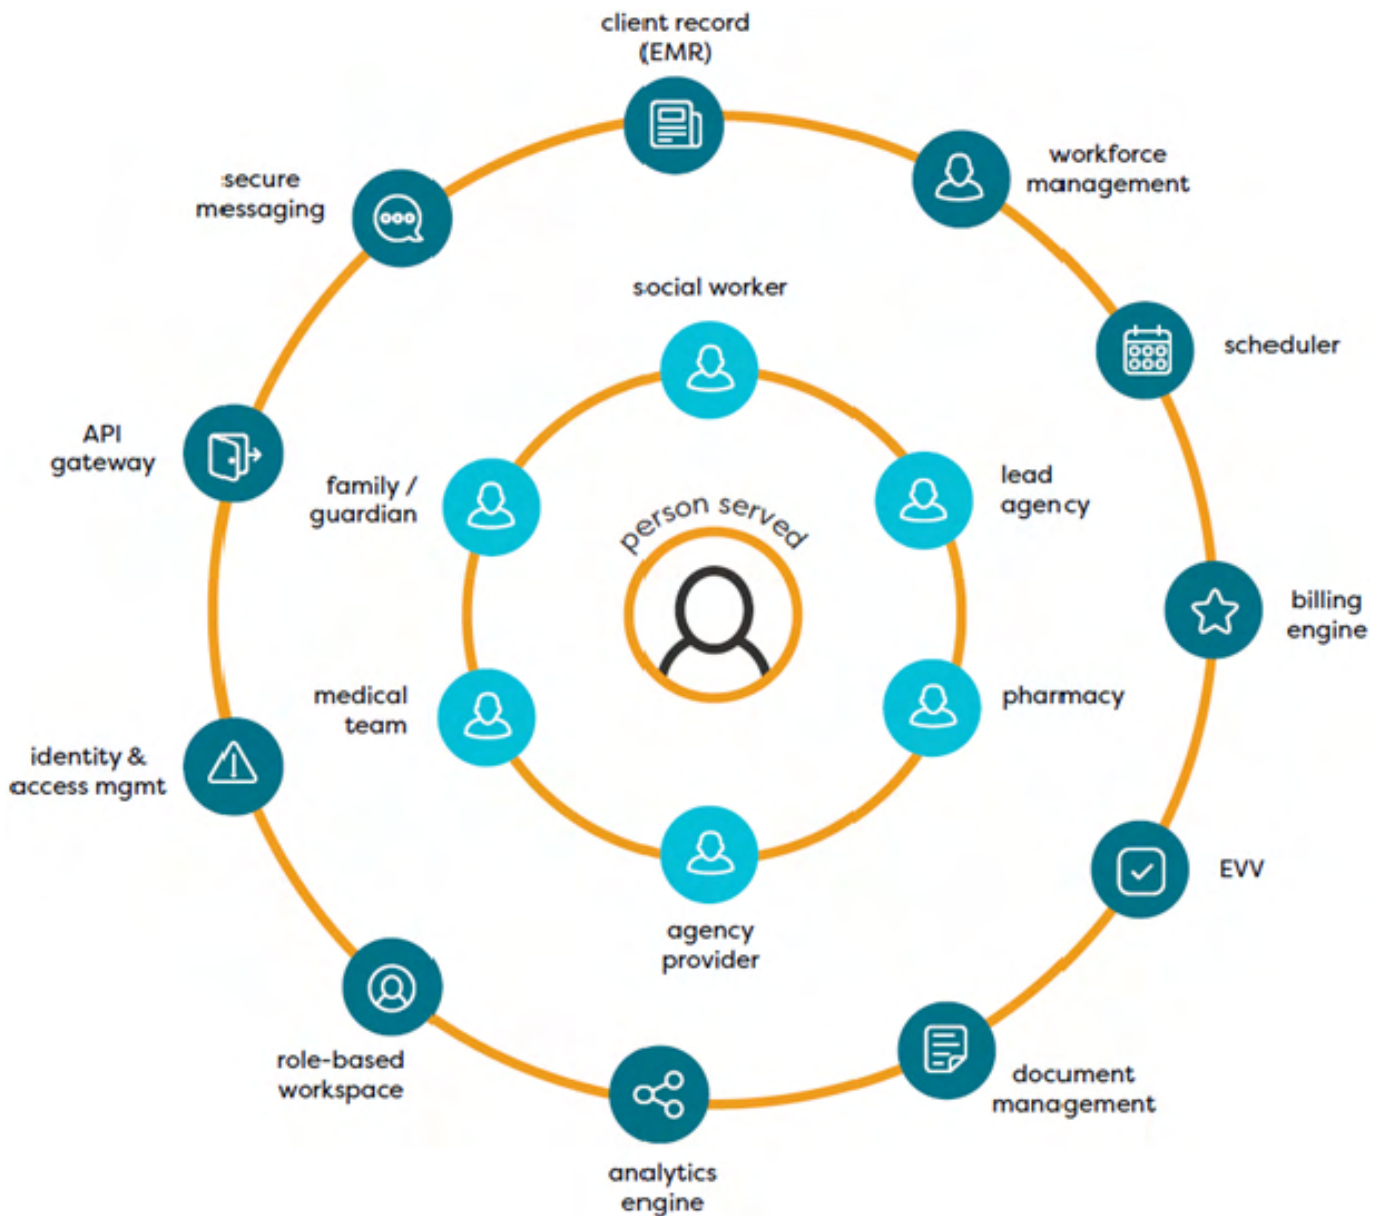 client record
(EMR)
workforce
management
secure
messaging
social worker
scheduler
API
gateway
family /
guardian
lead
agency
person served
billing
engine
medical
team
pharmacy
identity &
access mgmt
EVV
agency
provider
role-based
workspace
document
management
analytics
engine